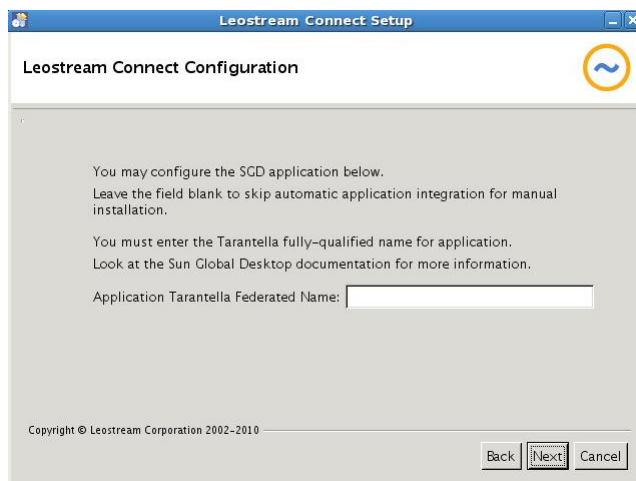 Leostream Connect Setup
Leostream Connect Configuration
You may configure the SGD application below.
Leave the field blank to skip automatic application integration for manual
installation.
You must enter the Tarantella fully-qualified name for application.
Look at the Sun Global Desktop documentation for more information.
Application Tarantella Federated Name:
Copyright © Leostream Corporation 2002-2010
Back Next Cancel